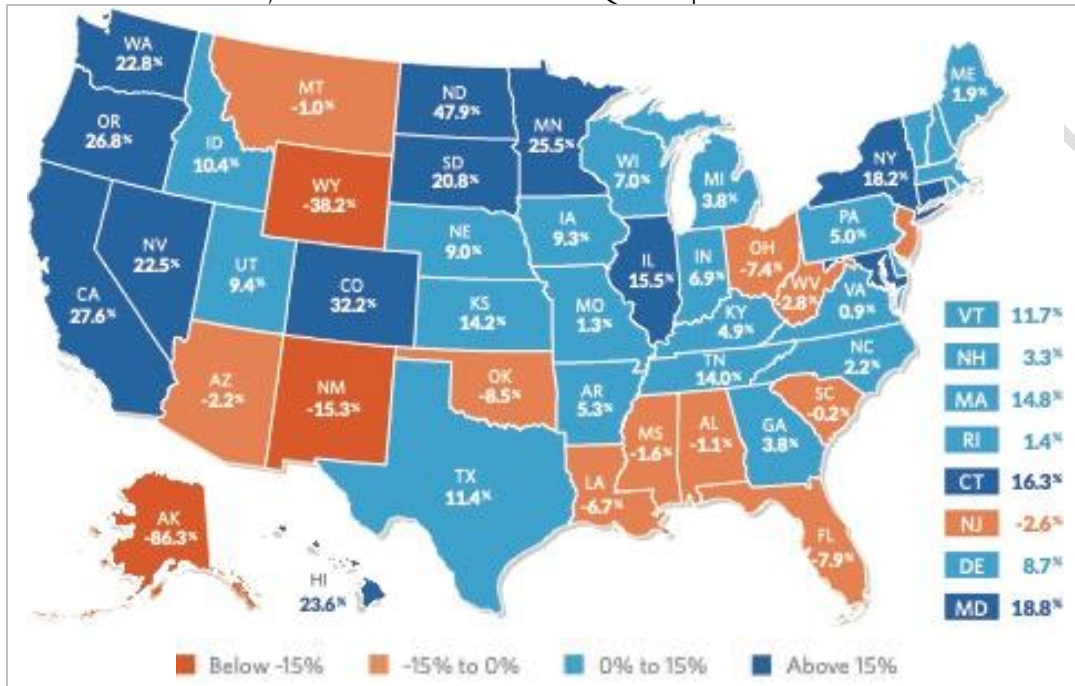 WA
22.8%
OR
26.8%
CA
27.6%
NV
22.5%
ID
10.4%
MT
-1.0%
WY
-38.2%
UT
9.4%
CO
32.2%
AZ
-2.2%
NM
-15.3%
ND
47.9%
SD
20.8%
NE
9.0%
KS
14.2%
OK
-8.5%
TX
11.4%
MN
25.5%
IA
9.3%
MO
1.3%
AR
5.3%
LA
-6.7%
WI
7.0%
IL
15.5%
MI
3.8%
IN
6.9%
OH
-7.4%
KY
4.9%
TN
14.0%
MS
-1.6%
AL
-1.1%
GA
3.8%
FL
-7.9%
SC
-0.2%
NC
2.2%
VA
0.9%
WV
-2.8%
PA
5.0%
NY
18.2%
ME
1.9%
AK
-86.3%
HI
23.6%
VT 11.7%
NH 3.3%
MA 14.8%
RI 1.4%
CT 16.3%
NJ -2.6%
DE 8.7%
MD 18.8%
Below -15% -15% to 0% 0% to 15% Above 15%